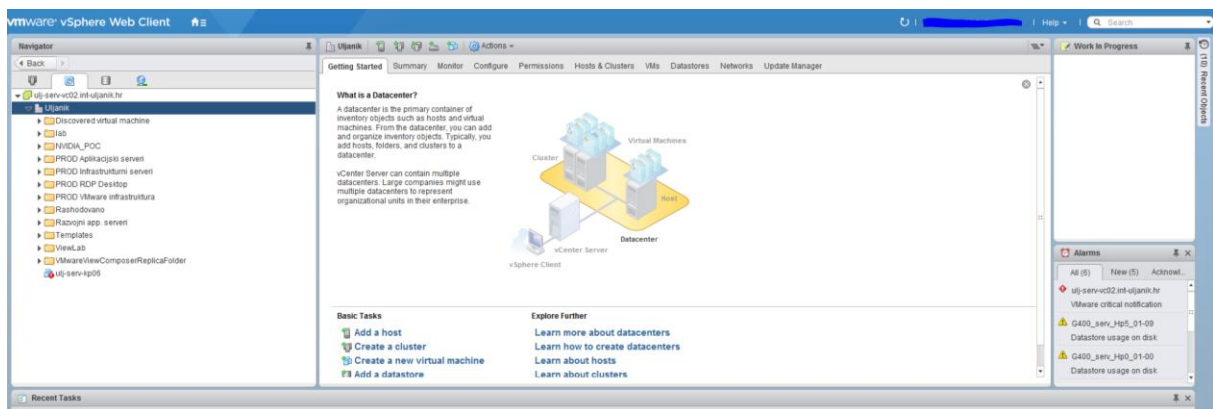 vmware® vSphere Web Client
Help
Search
Navigator
Back
ulj-serv-vc02.int-uljanik.hr
Uljanik
Discovered virtual machine
lab
NVIDIA_POC
PROD Aplikacijski serveri
PROD Infrastrukturni serveri
PROD RDP Desktop
PROD VMware infrastruktura
Rashodovano
Razvojni app. serveri
Templates
ViewLab
VMwareViewComposerReplicaFolder
ulj-serv-kp06
Uljanik Actions
Getting Started Summary Monitor Configure Permissions Hosts & Clusters VMs Datastores Networks Update Manager
What is a Datacenter?
A datacenter is the primary container of
inventory objects such as hosts and virtual
machines. From the datacenter, you can add
and organize inventory objects. Typically, you
add hosts, folders, and clusters to a
datacenter.
vCenter Server can contain multiple
datacenters. Large companies might use
multiple datacenters to represent
organizational units in their enterprise.
Virtual Machines
Cluster
Host
Datacenter
vCenter Server
vSphere Client
Basic Tasks
Add a host
Create a cluster
Create a new virtual machine
Add a datastore
Explore Further
Learn more about datacenters
Learn how to create datacenters
Learn about hosts
Learn about clusters
Work In Progress
Alarms
All (6) New (5) Acknowl...
ulj-serv-vc02.int-uljanik.hr
VMware critical notification
G400_serv_Hp5_01-09
Datastore usage on disk
G400_serv_Hp0_01-00
Datastore usage on disk
(10) Recent Objects
Recent Tasks